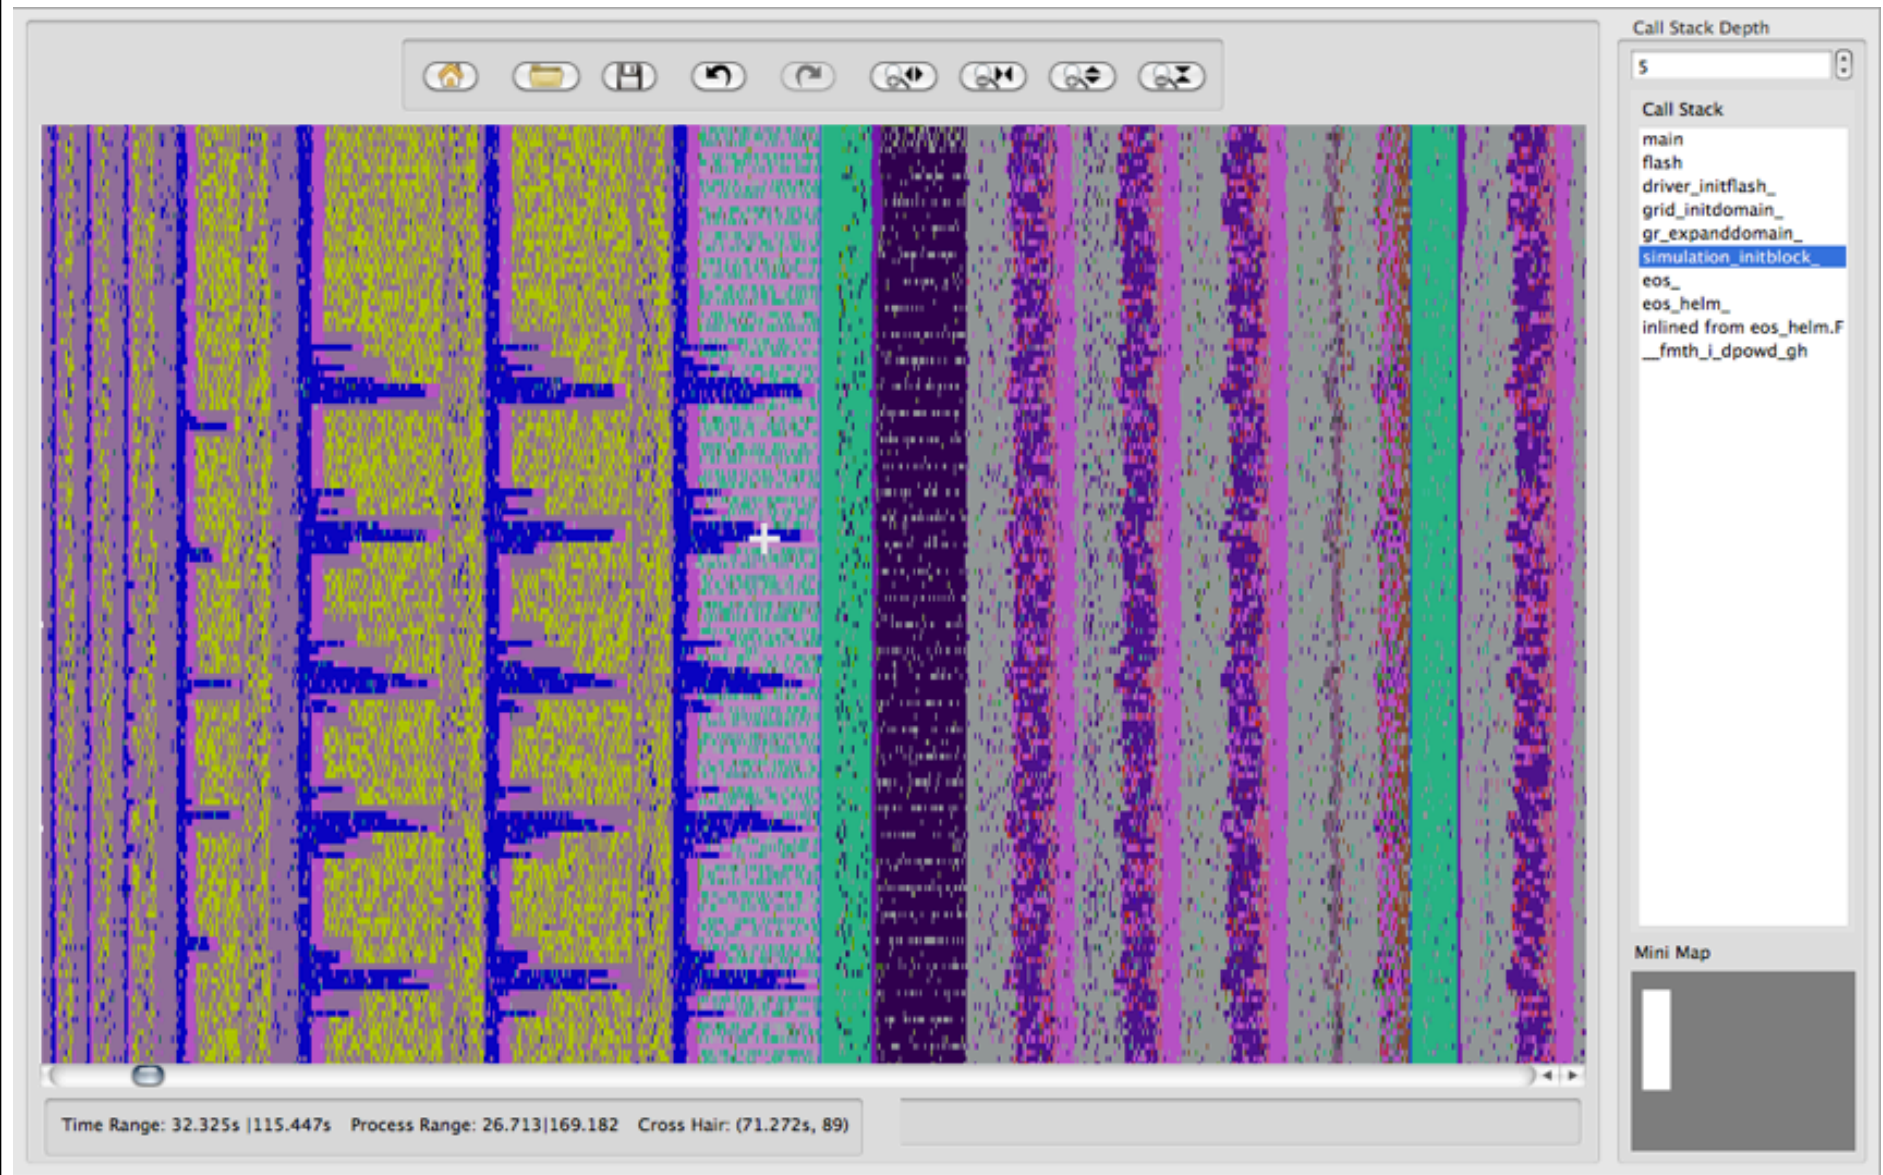 Call Stack Depth
5
Call Stack
main
flash
driver_initflash_
grid_initdomain_
gr_expanddomain_
simulation_initblock_
eos_
eos_helm_
inlined from eos_helm.F
__fmth_i_dpowd_gh
Mini Map
Time Range: 32.325s |115.447s Process Range: 26.713|169.182 Cross Hair: (71.272s, 89)